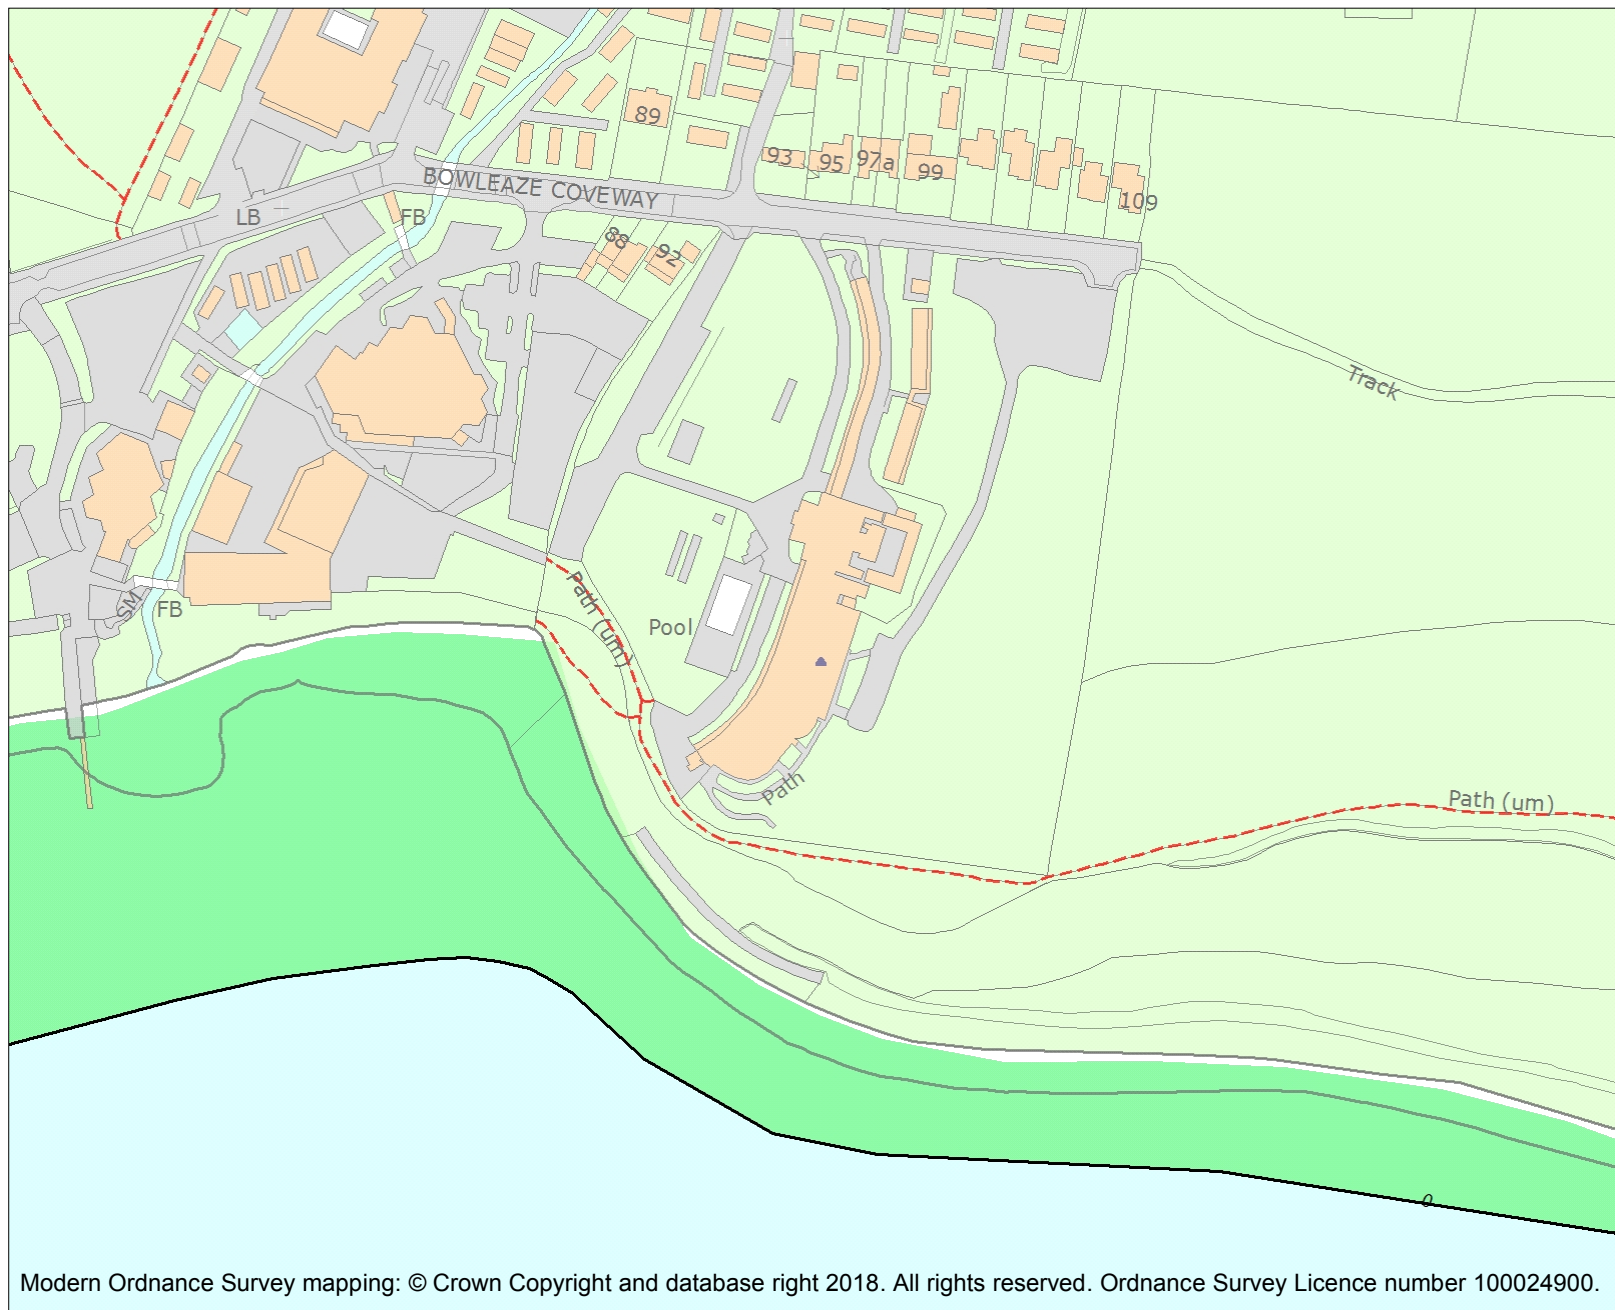 89
93
95
97a
99
109
BOWLEAZE COVEWAY
LB
FB
88
92
Track
Path (um)
SM
FB
Pool
Path
Path (um)
0
Modern Ordnance Survey mapping: © Crown Copyright and database right 2018. All rights reserved. Ordnance Survey Licence number 100024900.